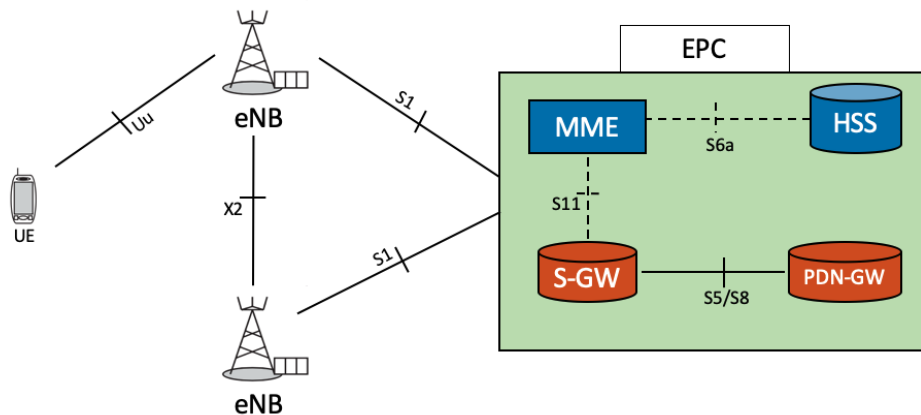 EPC
eNB
S1
Uu
MME
S6a
HSS
UE
X2
S11
S1
S-GW
S5/S8
PDN-GW
eNB